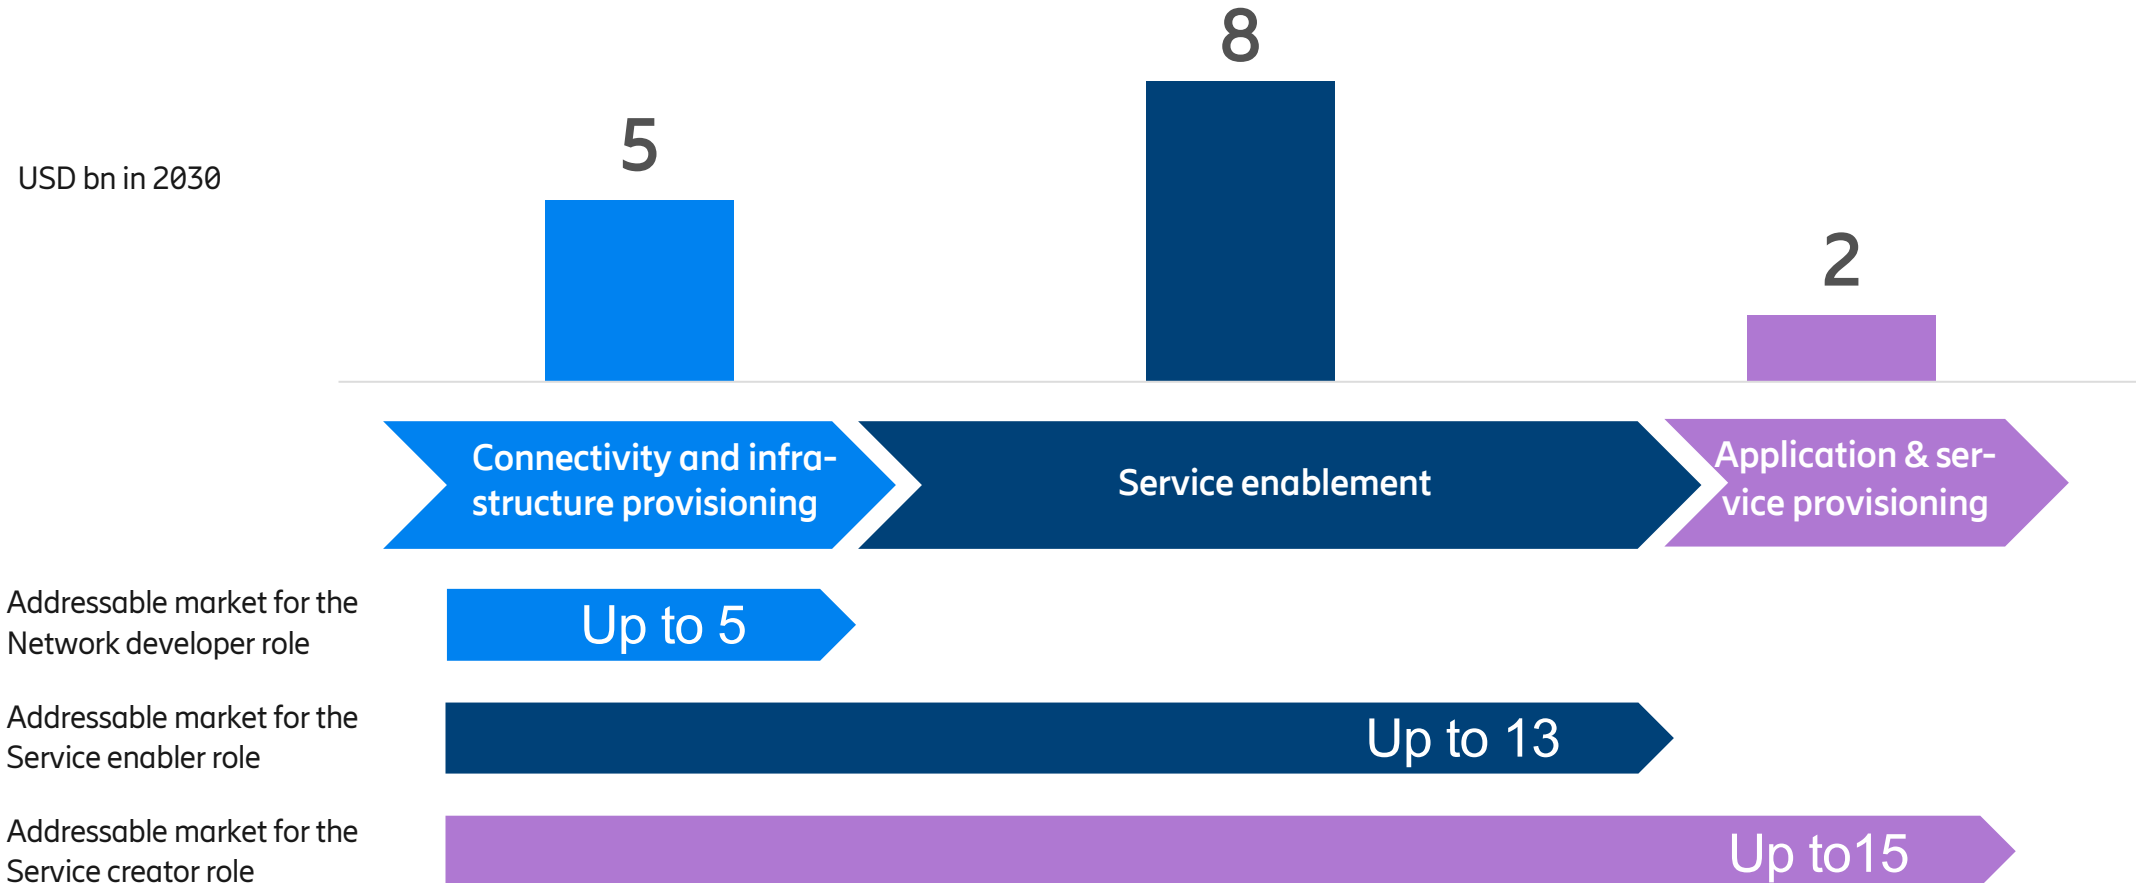 8
5
USD bn in 2030
2
Connectivity and infra-
structure provisioning
Service enablement
Application & ser-
vice provisioning
Addressable market for the
Network developer role
Up to 5
Addressable market for the
Service enabler role
Up to 13
Addressable market for the
Service creator role
Up to15